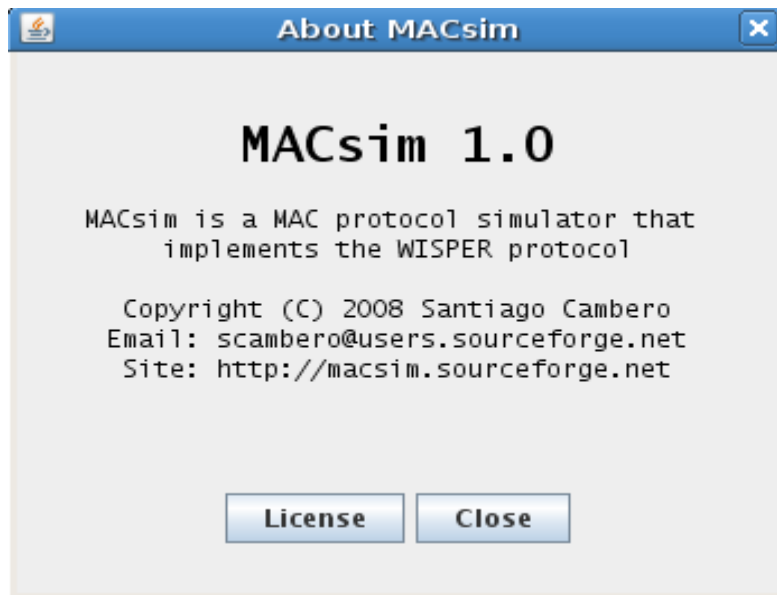 About MACsim
MACsim 1.0
MACsim is a MAC protocol simulator that
implements the WISPER protocol
Copyright (C) 2008 Santiago Cambero
Email: scambero@users.sourceforge.net
Site: http://macsim.sourceforge.net
License Close